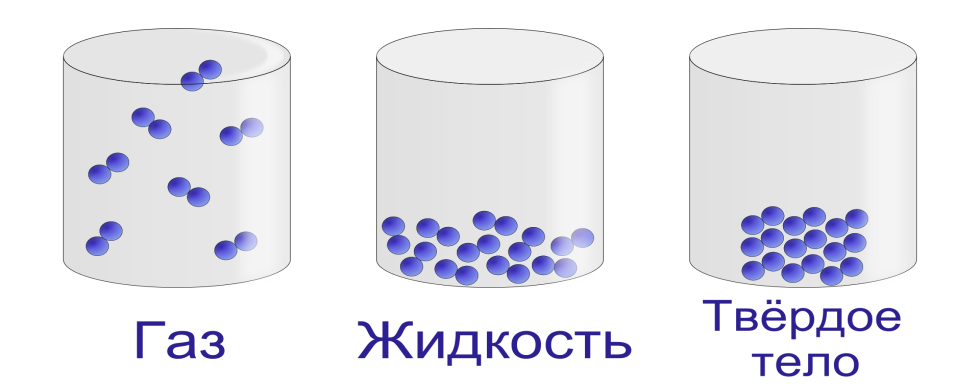 Газ
Жидкость
Твёрдое
тело